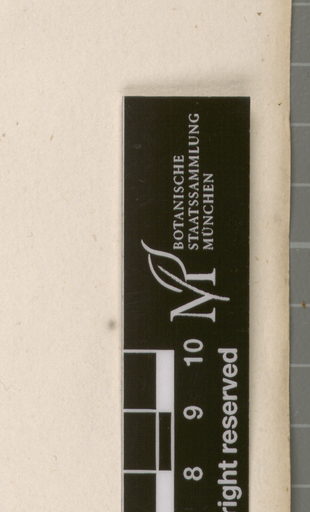 BOTANISCHE
STAATSSAMMLUNG
MÜNCHEN
M
8 9 10
right reserved